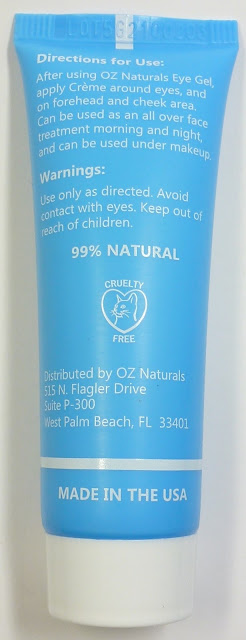 Directions for Use:
After using OZ Naturals Eye Gel,
apply Crème around eyes, and
on forehead and cheek area.
Can be used as an all over face
treatment morning and night,
and can be used under makeup.
Warnings:
Use only as directed. Avoid
contact with eyes. Keep out of
reach of children.
99% NATURAL
CRUELTY
FREE
Distributed by OZ Naturals
515 N. Flagler Drive
Suite P-300
West Palm Beach, FL 33401
MADE IN THE USA